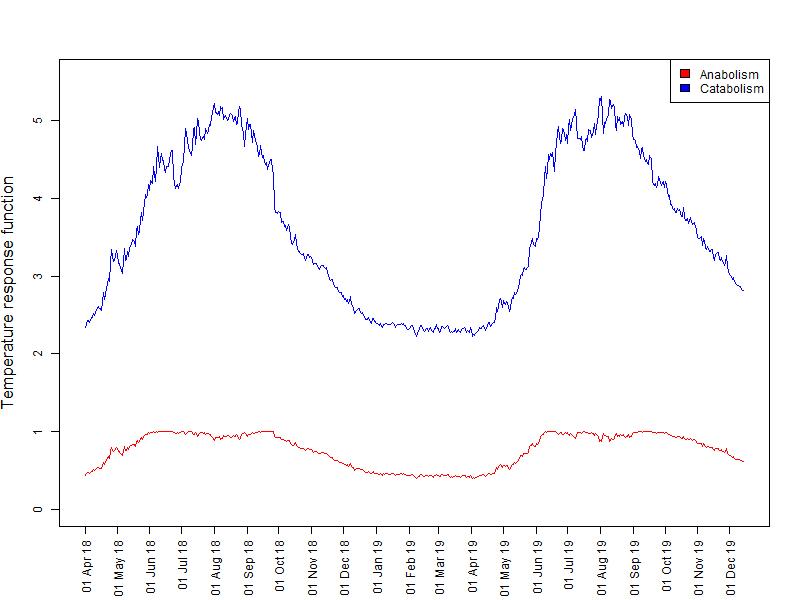 Anabolism
Catabolism
Temperature response function
5
4
3
2
1
0
01 Apr 18
01 May 18
01 Jun 18
01 Jul 18
01 Aug 18
01 Sep 18
01 Oct 18
01 Nov 18
01 Dec 18
01 Jan 19
01 Feb 19
01 Mar 19
01 Apr 19
01 May 19
01 Jun 19
01 Jul 19
01 Aug 19
01 Sep 19
01 Oct 19
01 Nov 19
01 Dec 19